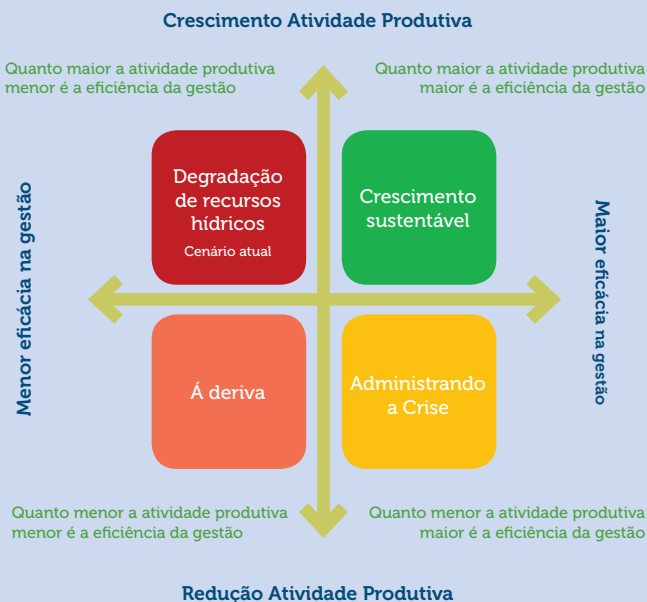 Crescimento Atividade Produtiva
Quanto maior a atividade produtiva
menor é a eficiência da gestão
Quanto maior a atividade produtiva
maior é a eficiência da gestão
Menor eficácia na gestão
Degradação
de recursos
hídricos
Cenário atual
Crescimento
sustentável
Maior eficácia na gestão
Á deriva
Administrando
a Crise
Quanto menor a atividade produtiva
menor é a eficiência da gestão
Quanto menor a atividade produtiva
maior é a eficiência da gestão
Redução Atividade Produtiva